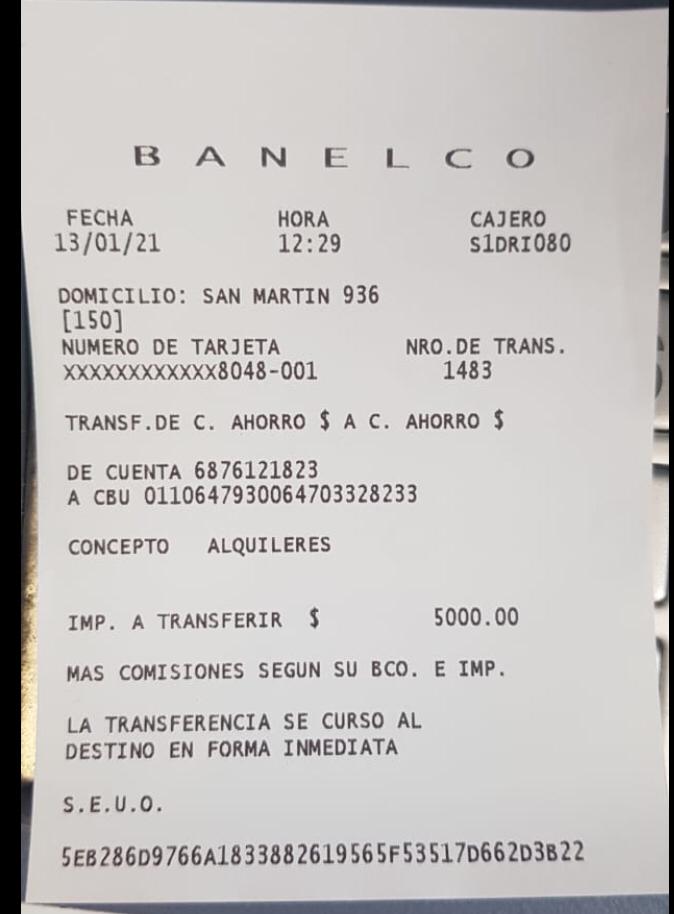 B A N E L C O
FECHA HORA CAJERO
13/01/21 12:29 S1DRI080
DOMICILIO: SAN MARTIN 936
[150]
NUMERO DE TARJETA NRO.DE TRANS.
XXXXXXXXXXXX8048-001 1483
TRANSF.DE C. AHORRO $ A C. AHORRO $
DE CUENTA 6876121823
A CBU 0110647930064703328233
CONCEPTO ALQUILERES
IMP. A TRANSFERIR $ 5000.00
MAS COMISIONES SEGUN SU BCO. E IMP.
LA TRANSFERENCIA SE CURSO AL
DESTINO EN FORMA INMEDIATA
S.E.U.O.
5EB286D9766A1833882619565F53517D662D3B22